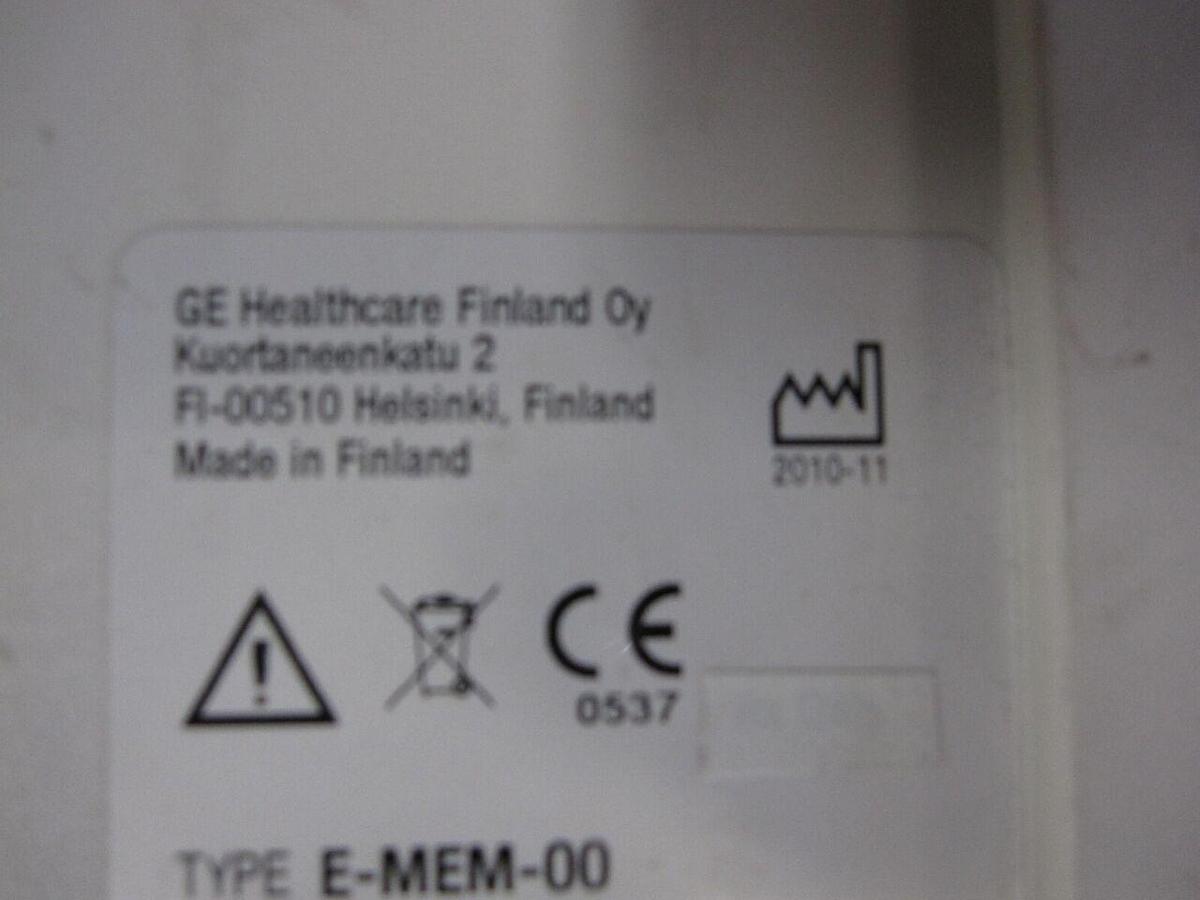 GE Healthcare Finland Oy
Kuortaneenkatu 2
FI-00510 Helsinki, Finland
Made in Finland
2010-11
CE
0537
TYPE E-MEM-00